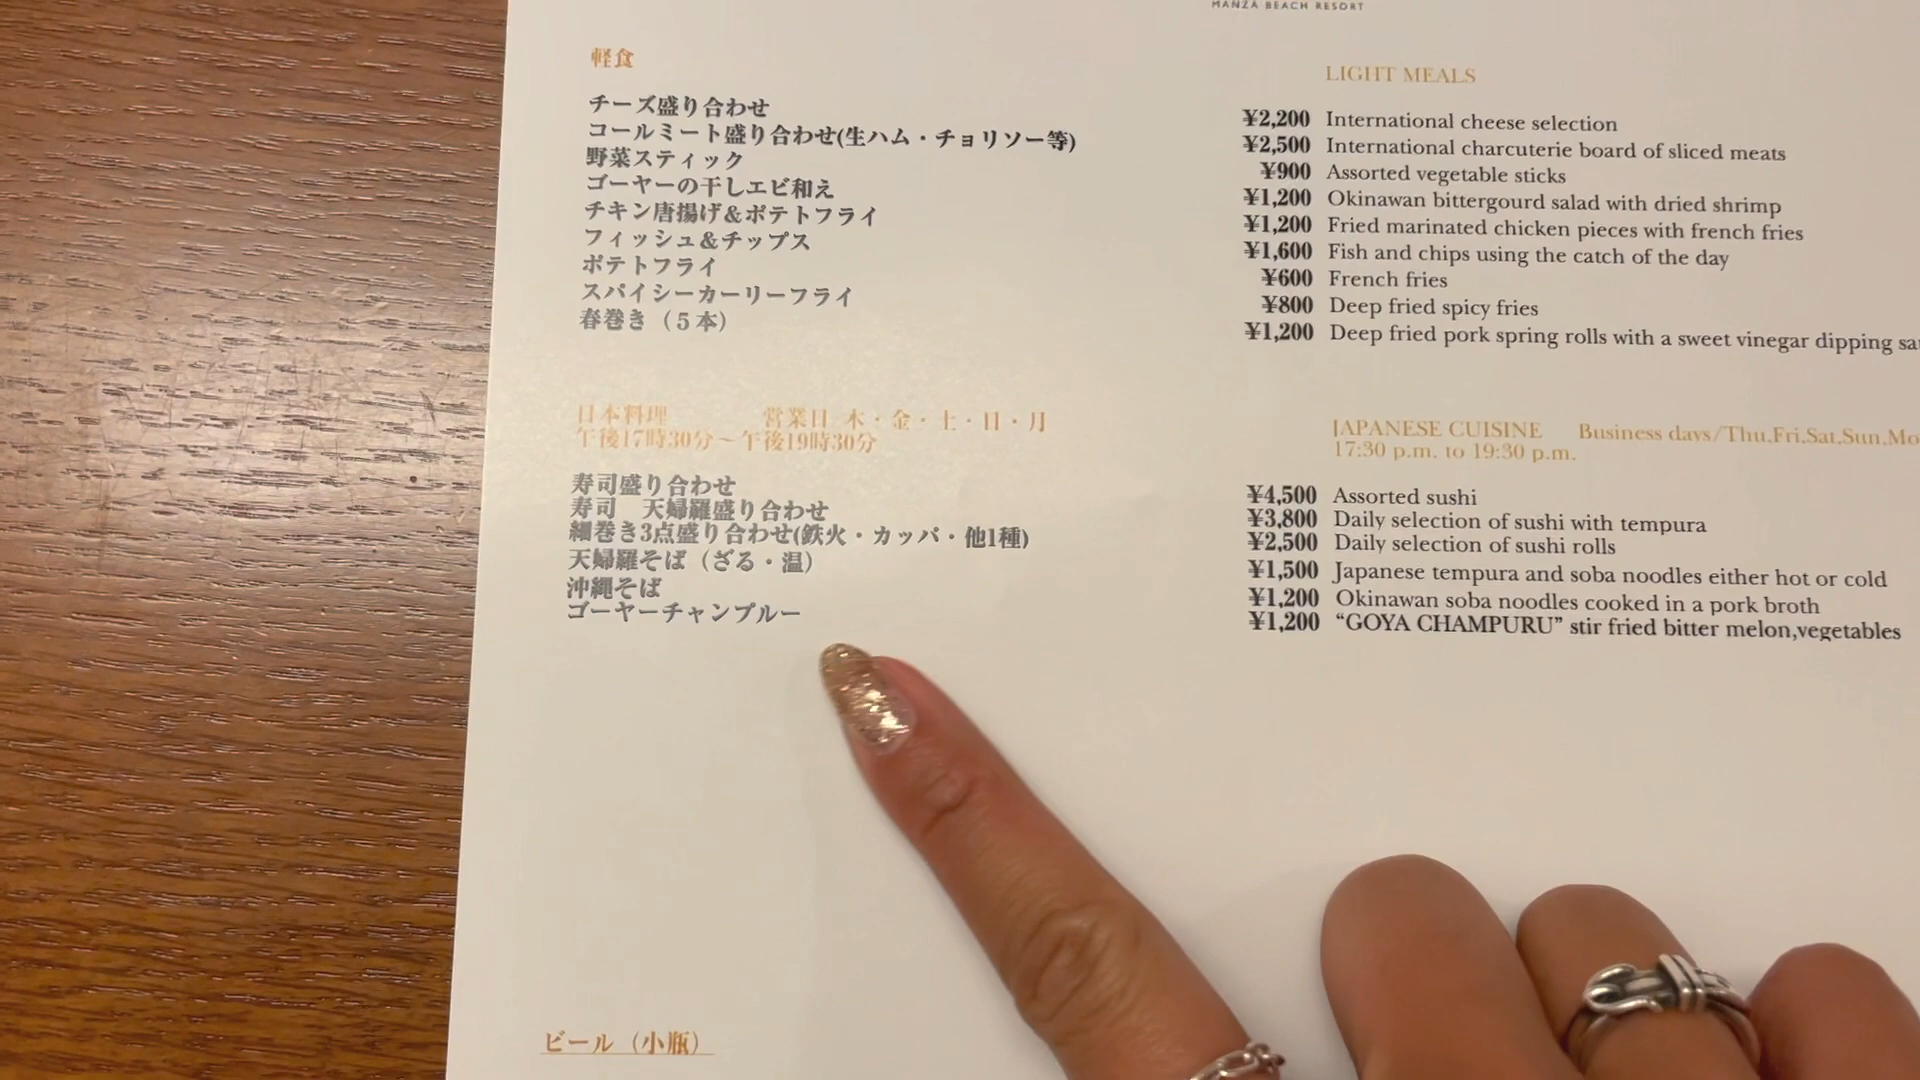 MANZA BEACH RESORT
軽食
チーズ盛り合わせ
コールミート盛り合わせ(生ハム・チョリソー等)
野菜スティック
ゴーヤーの干しエビ和え
チキン唐揚げ&ポテトフライ
フィッシュ&チップス
ポテトフライ
スパイシーカーリーフライ
春巻き（５本）
LIGHT MEALS
¥2,200 International cheese selection
¥2,500 International charcuterie board of sliced meats
¥900 Assorted vegetable sticks
¥1,200 Okinawan bittergourd salad with dried shrimp
¥1,200 Fried marinated chicken pieces with french fries
¥1,600 Fish and chips using the catch of the day
¥600 French fries
¥800 Deep fried spicy fries
¥1,200 Deep fried pork spring rolls with a sweet vinegar dipping
日本料理 営業日 木・金・土・日・月
午後17時30分～午後19時30分
寿司盛り合わせ
寿司 天婦羅盛り合わせ
細巻き3点盛り合わせ(鉄火・カッパ・他1種)
天婦羅そば（ざる・温）
沖縄そば
ゴーヤーチャンプルー
JAPANESE CUISINE Business days/Thu,Fri,Sat,Sun,Mo
17:30 p.m. to 19:30 p.m.
¥4,500 Assorted sushi
¥3,800 Daily selection of sushi with tempura
¥2,500 Daily selection of sushi rolls
¥1,500 Japanese tempura and soba noodles either hot or cold
¥1,200 Okinawan soba noodles cooked in a pork broth
¥1,200 “GOYA CHAMPURU” stir fried bitter melon,vegetables
ビール（小瓶）